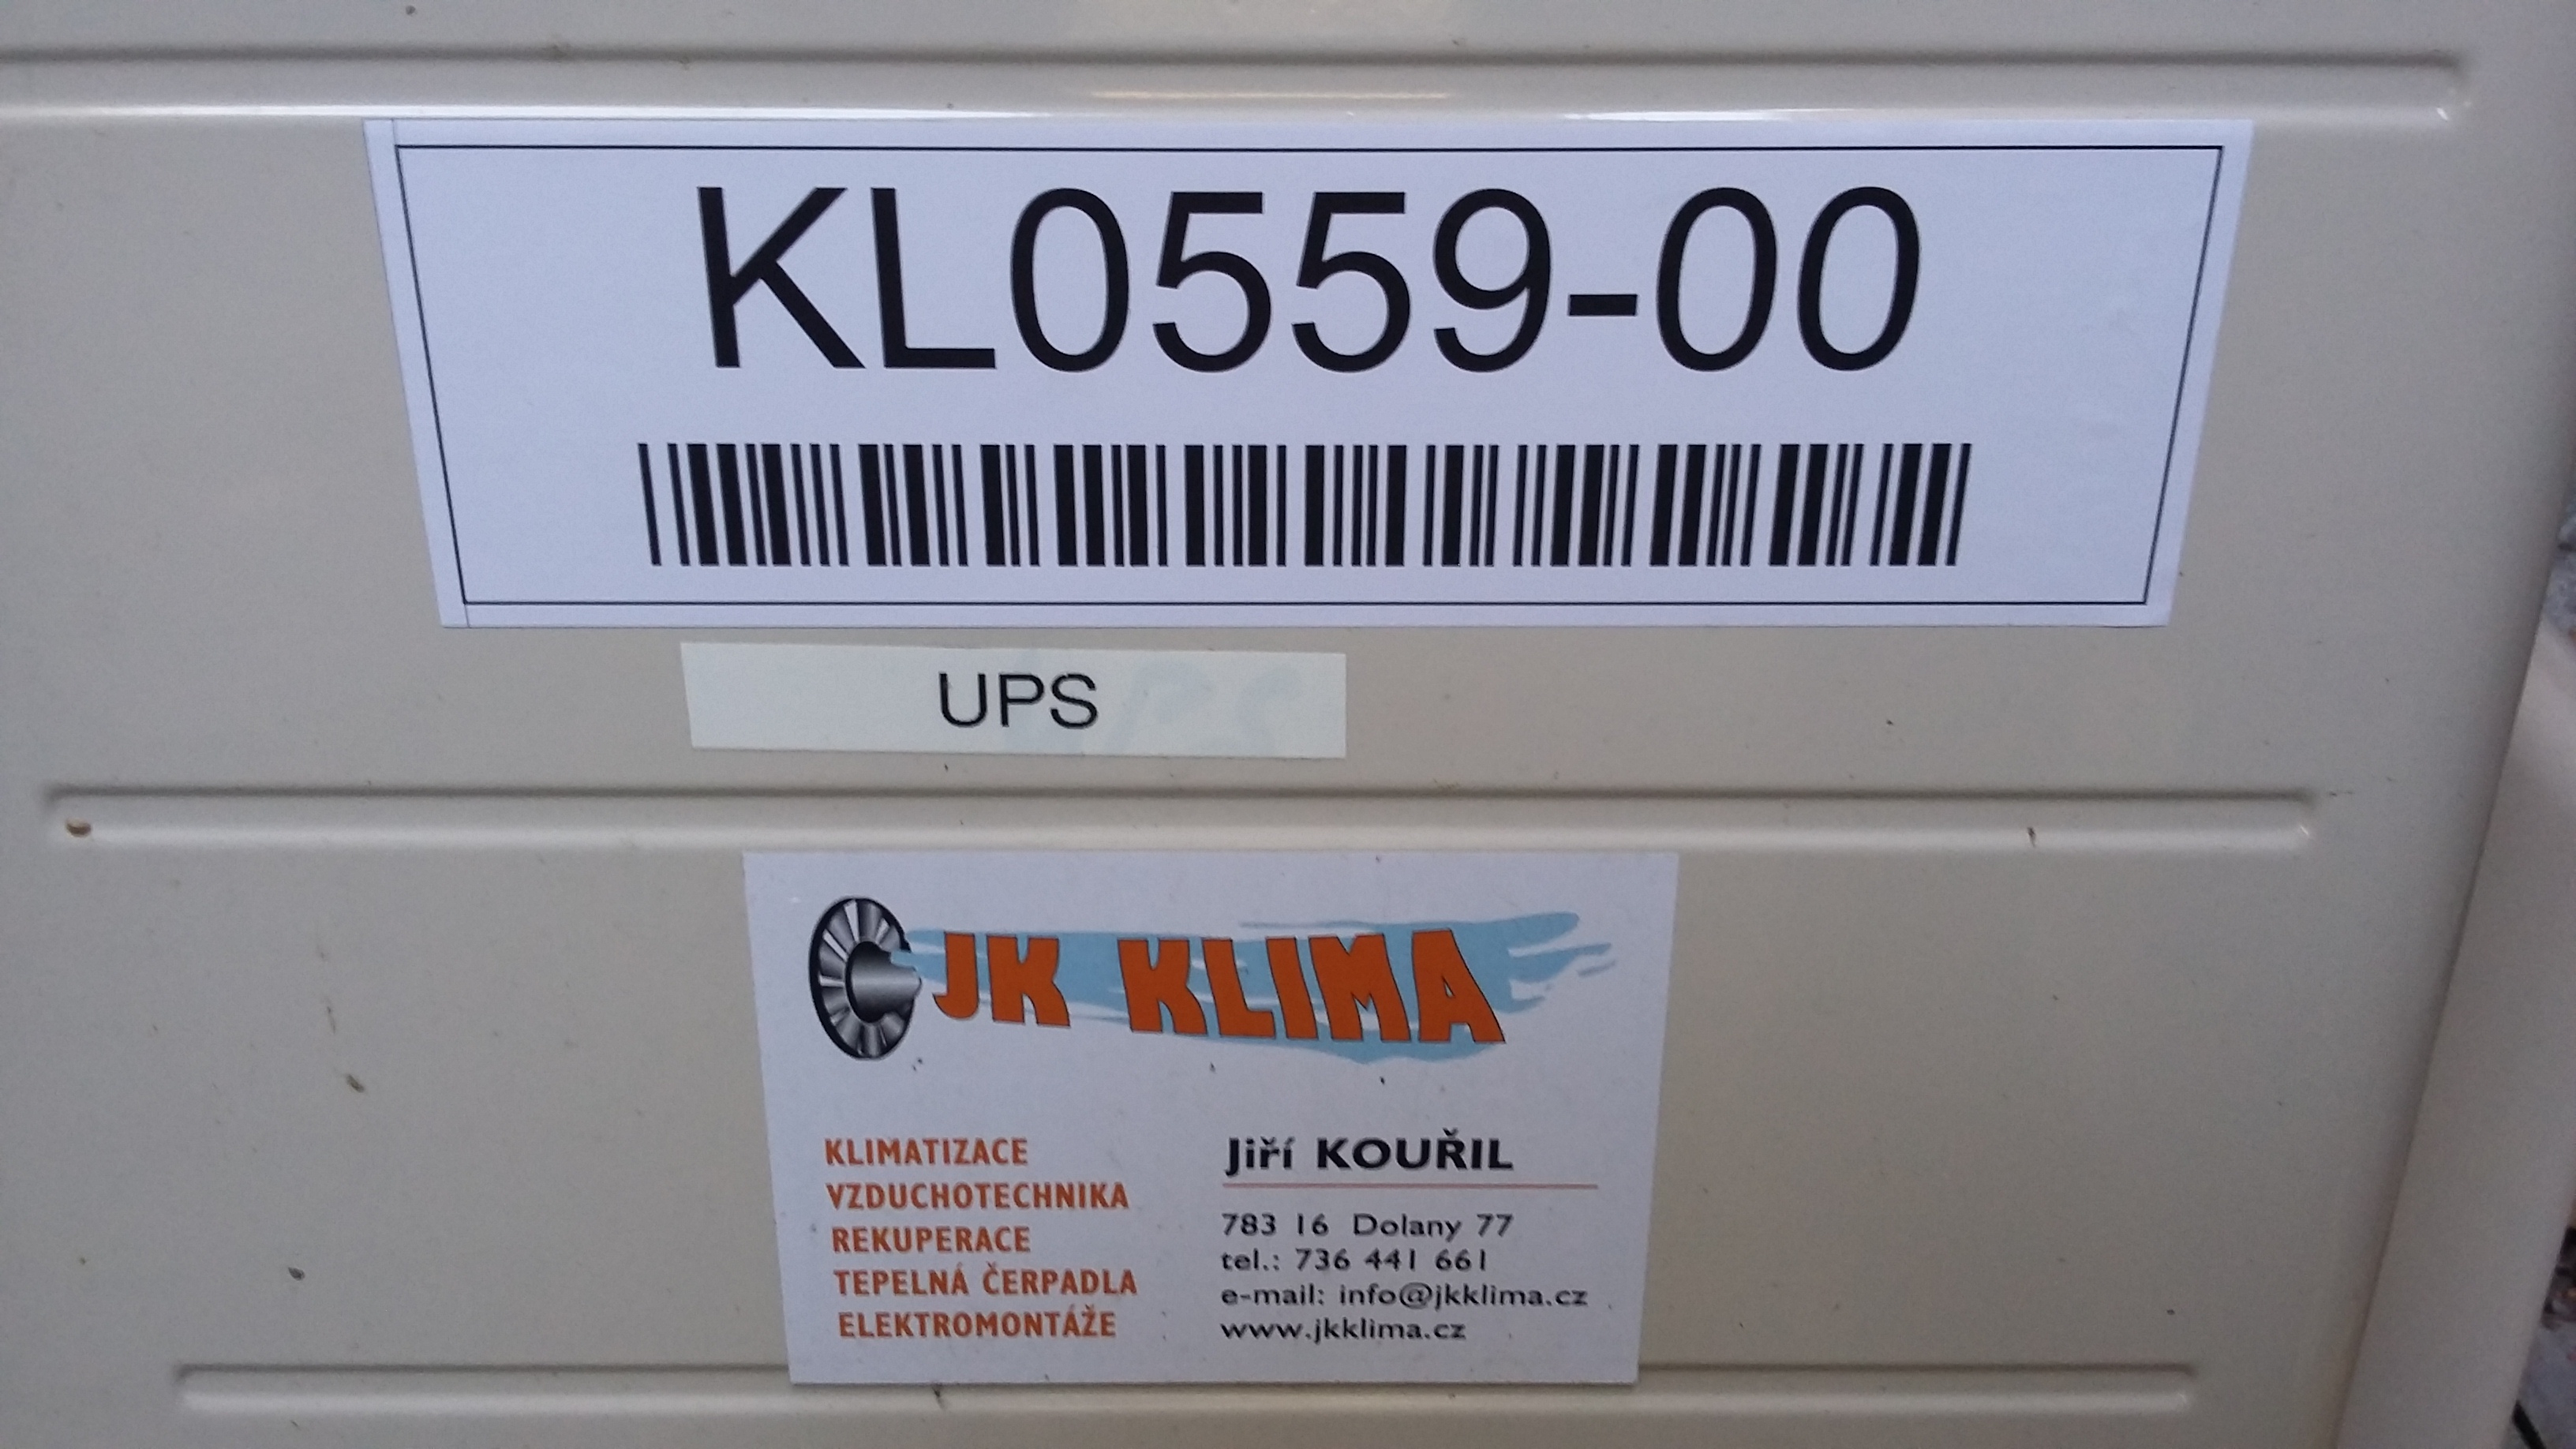 KL0559-00
UPS
JK KLIMA
KLIMATIZACE
VZDUCHOTECHNIKA
REKUPERACE
TEPELNÁ ČERPADLA
ELEKTROMONTÁŽE
Jiří KOUŘIL
783 16 Dolany 77
tel.: 736 441 661
e-mail: info@jkklima.cz
www.jkklima.cz